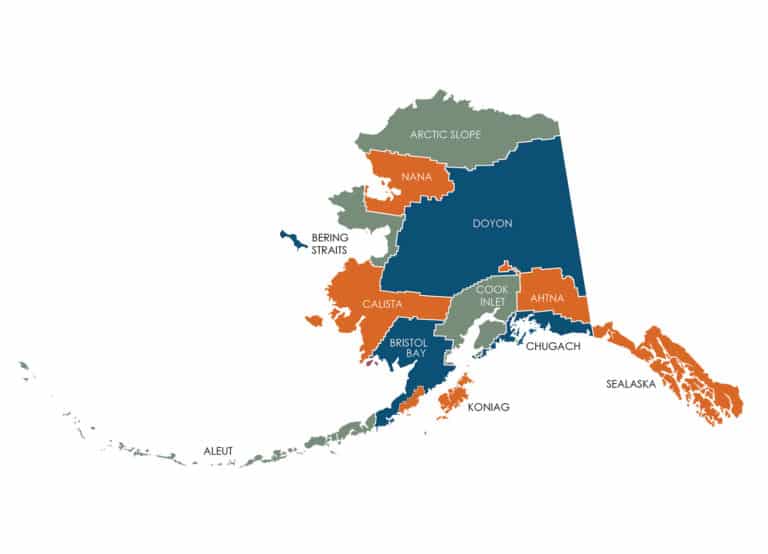 ARCTIC SLOPE
NANA
DOYON
BERING
STRAITS
COOK
INLET
AHTNA
CALISTA
BRISTOL
BAY
CHUGACH
SEALASKA
KONIAG
ALEUT